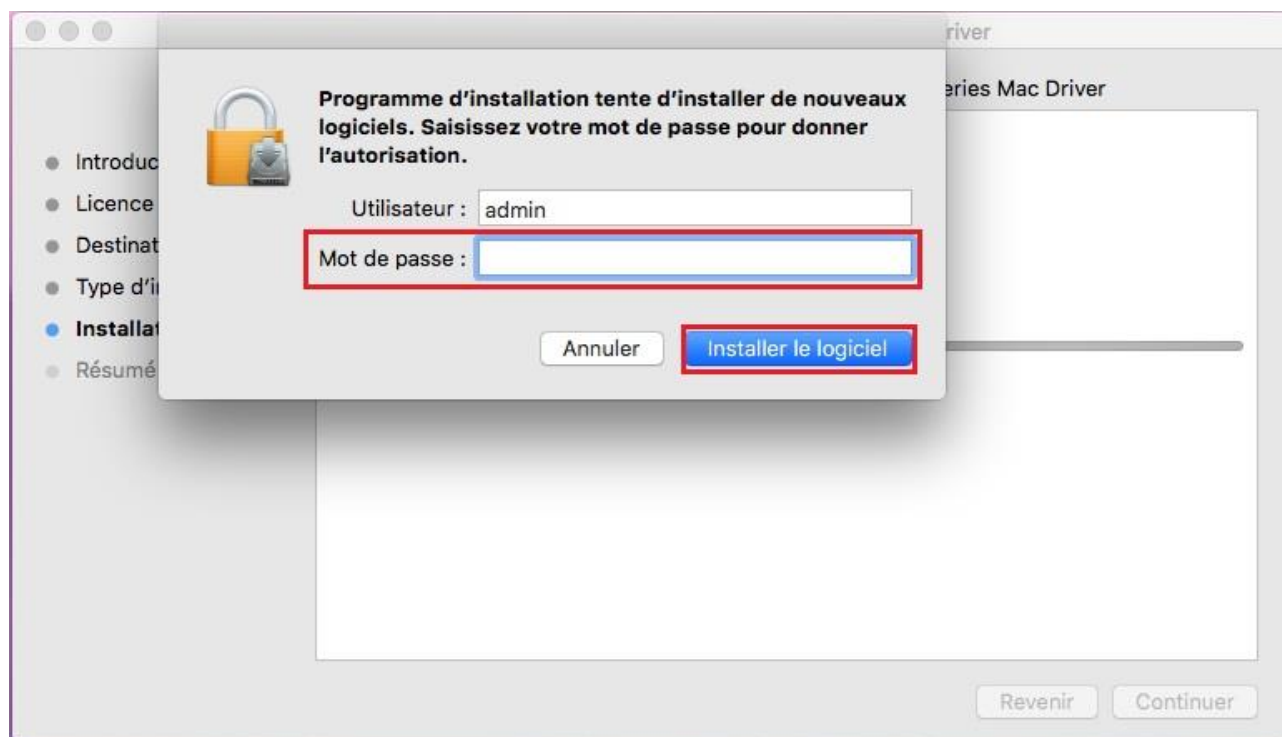 river
eries Mac Driver
Programme d’installation tente d’installer de nouveaux
logiciels. Saisissez votre mot de passe pour donner
l’autorisation.
Utilisateur : admin
Mot de passe :
Annuler Installer le logiciel
Introduc
Licence
Destinat
Type d’i
Installat
Résumé
Revenir Continuer